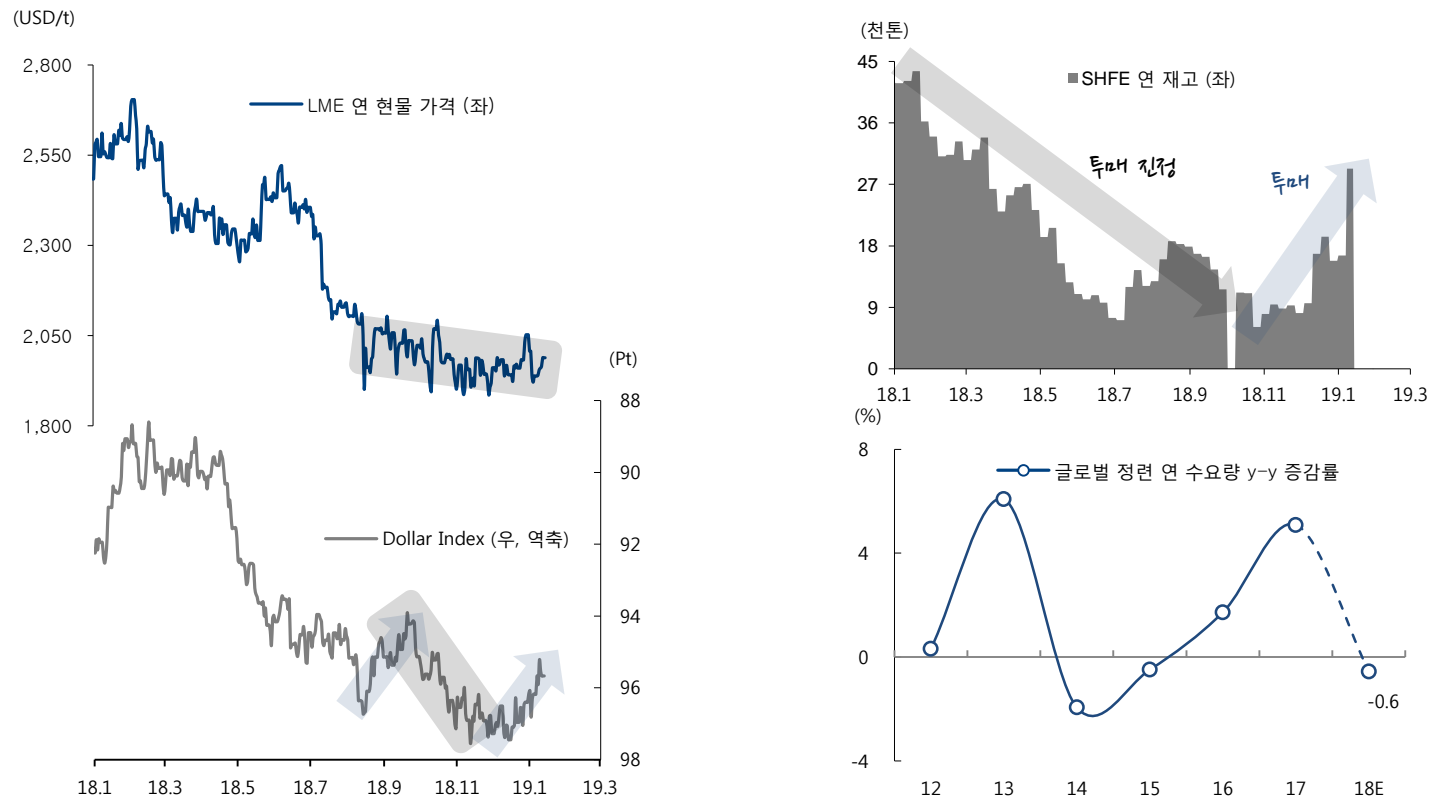 (USD/t)
2,800
2,550
2,300
2,050
1,800
LME 연 현물 가격 (좌)
(Pt)
88
90
92
94
96
98
Dollar Index (우, 역축)
18.1 18.3 18.5 18.7 18.9 18.11 19.1 19.3
(천톤)
45
36
27
18
9
0
SHFE 연 재고 (좌)
투매 진정
투매
18.1 18.3 18.5 18.7 18.9 18.11 19.1 19.3
(%)
8
4
0
-4
글로벌 정련 연 수요량 y-y 증감률
-0.6
12 13 14 15 16 17 18E